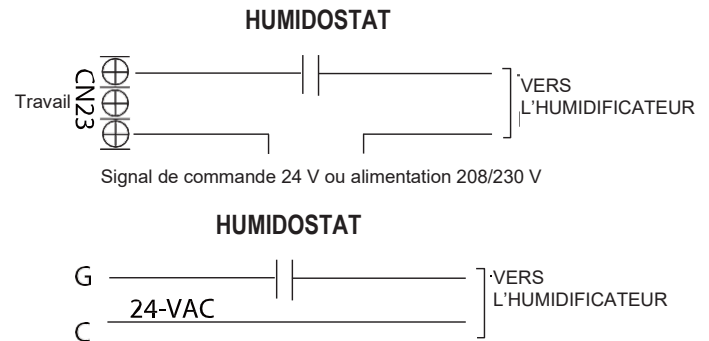 HUMIDOSTAT
Travail
CN23
VERS
L'HUMIDIFICATEUR
Signal de commande 24 V ou alimentation 208/230 V
HUMIDOSTAT
G
24-VAC
C
VERS
L'HUMIDIFICATEUR